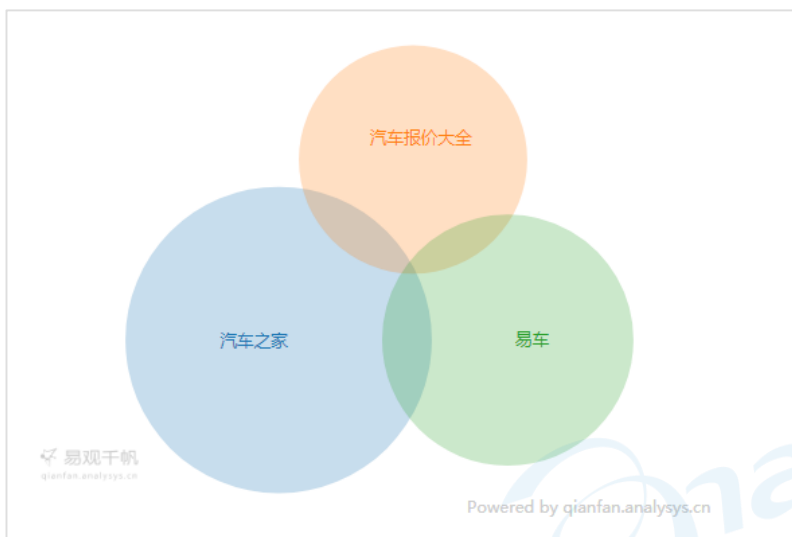 汽车报价大全
汽车之家
易车
易观千帆
qianfan.analysys.cn
Powered by qianfan.analysys.cn